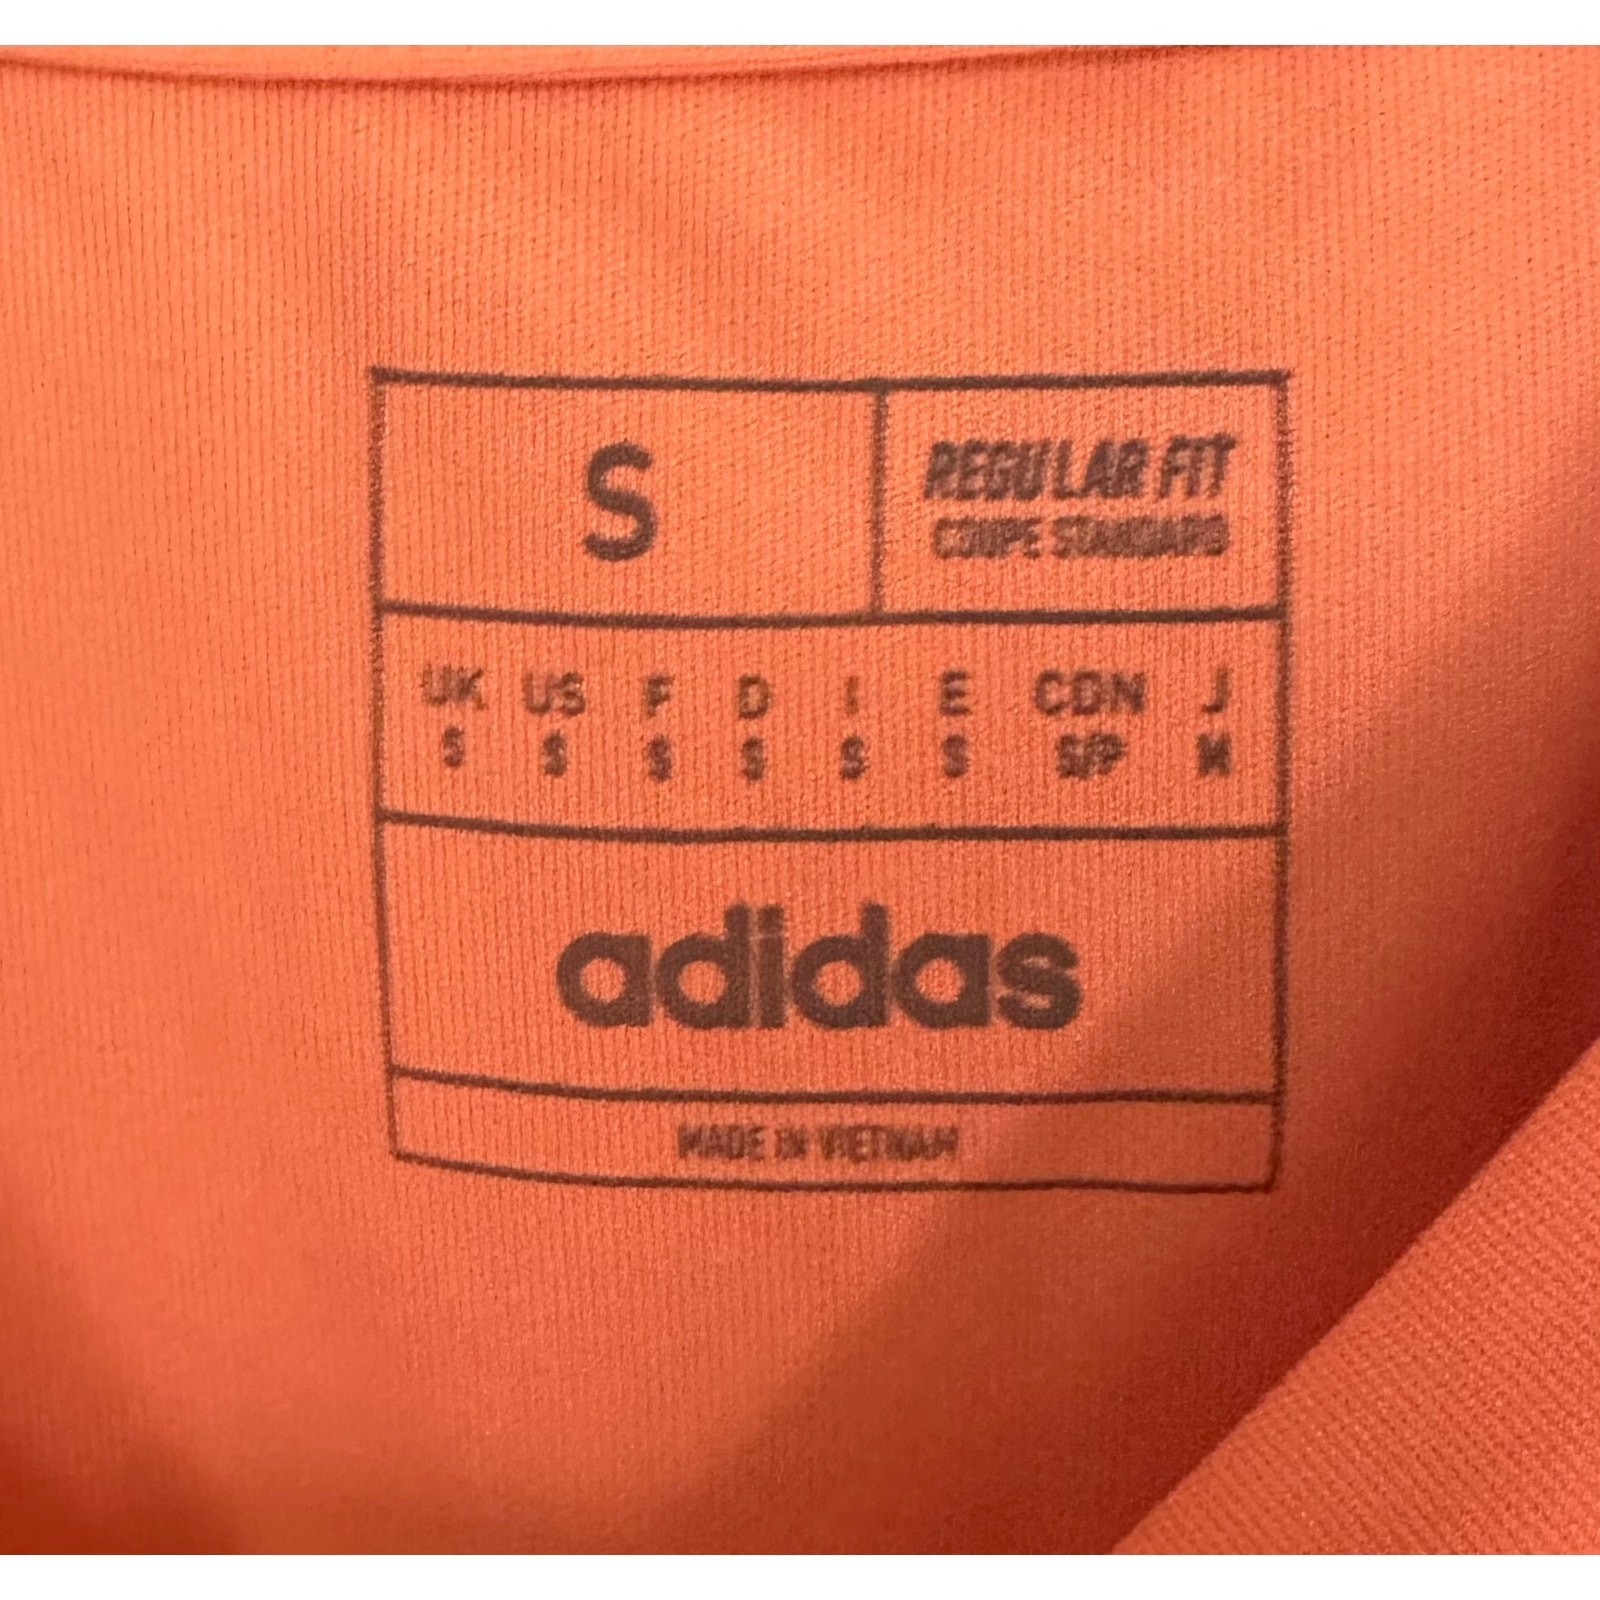 S
REGULAR FIT
COUPE STANDARD
UK US F D I E CDN J
S S S S S S S/P M
adidas
MADE IN VIETNAM